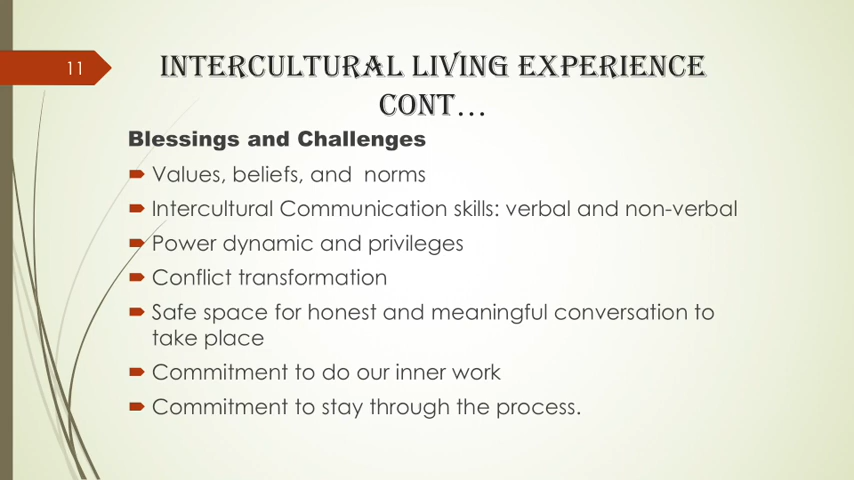 11
INTERCULTURAL LIVING EXPERIENCE
CONT...
Blessings and Challenges
Values, beliefs, and  norms
Intercultural Communication skills: verbal and non-verbal
Power dynamic and privileges
Conflict transformation
Safe space for honest and meaningful conversation to
take place
Commitment to do our inner work
Commitment to stay through the process.